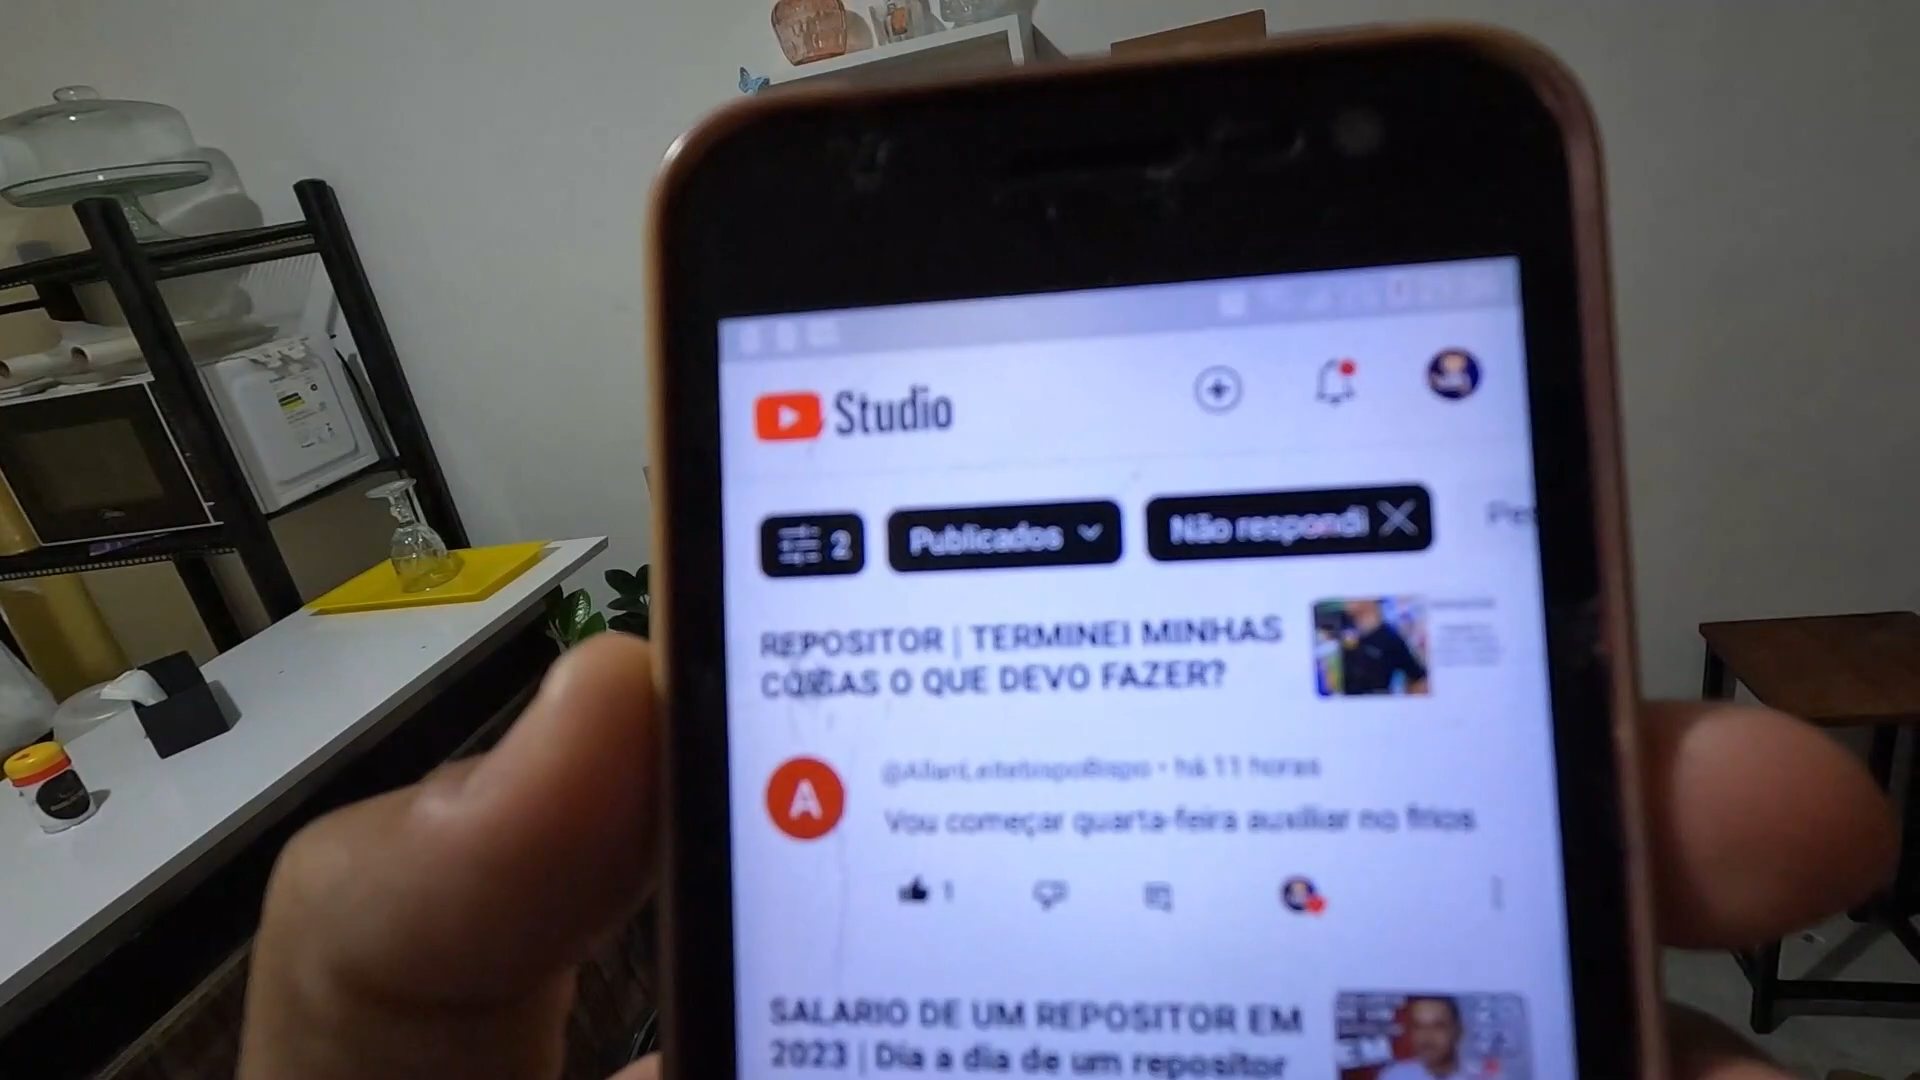 Studio
2
Publicados
Não respondi
REPOSITOR | TERMINEI MINHAS
COISAS O QUE DEVO FAZER?
A
há 11 horas
Vou começar quarta-feira auxiliar no frios
1
SALARIO DE UM REPOSITOR EM
2023 | Dia a dia de um repositor